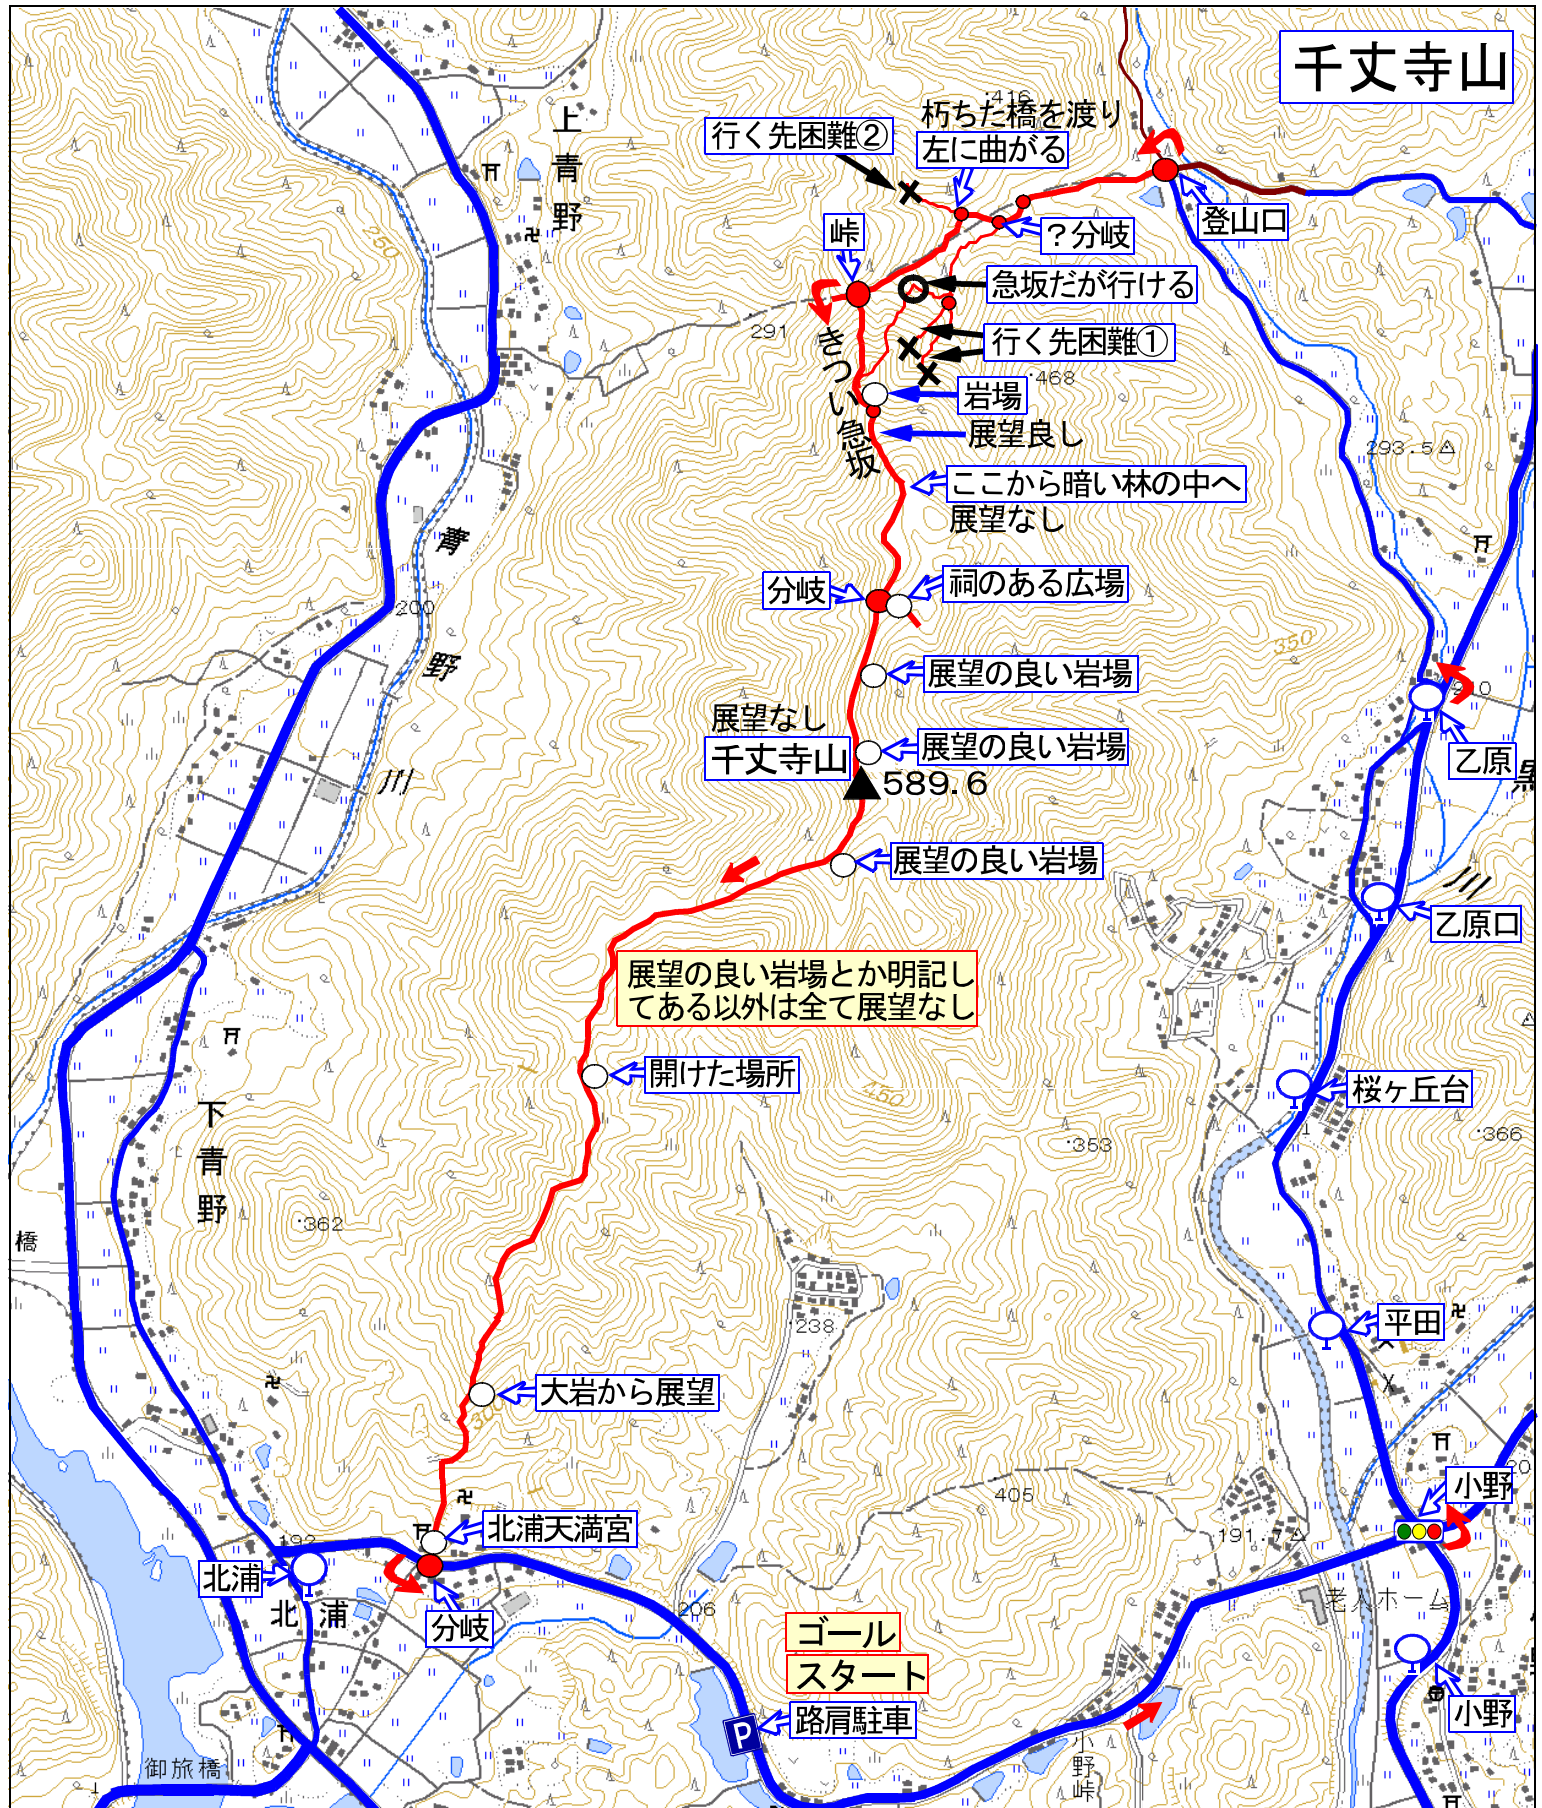 千丈寺山
上青野
・416
朽ちた橋を渡り
左に曲がる
行く先困難②
登山口
？分岐
峠
急坂だが行ける
行く先困難①
291
きつい急坂
・468
岩場
展望良し
293.5
ここから暗い林の中へ
展望なし
250
青野川
200
分岐
祠のある広場
350
展望の良い岩場
展望なし
千丈寺山
展望の良い岩場
589.6
乙原
黒
川
展望の良い岩場
乙原口
展望の良い岩場とか明記し
てある以外は全て展望なし
開けた場所
450
桜ヶ丘台
・353
・366
下青野
・362
橋
・238
平田
大岩から展望
300
405
小野
20
191.7
北浦天満宮
192
北浦
北浦
分岐
206
老人ホーム
ゴール
スタート
路肩駐車
P
小野
小野峠
御旅橋